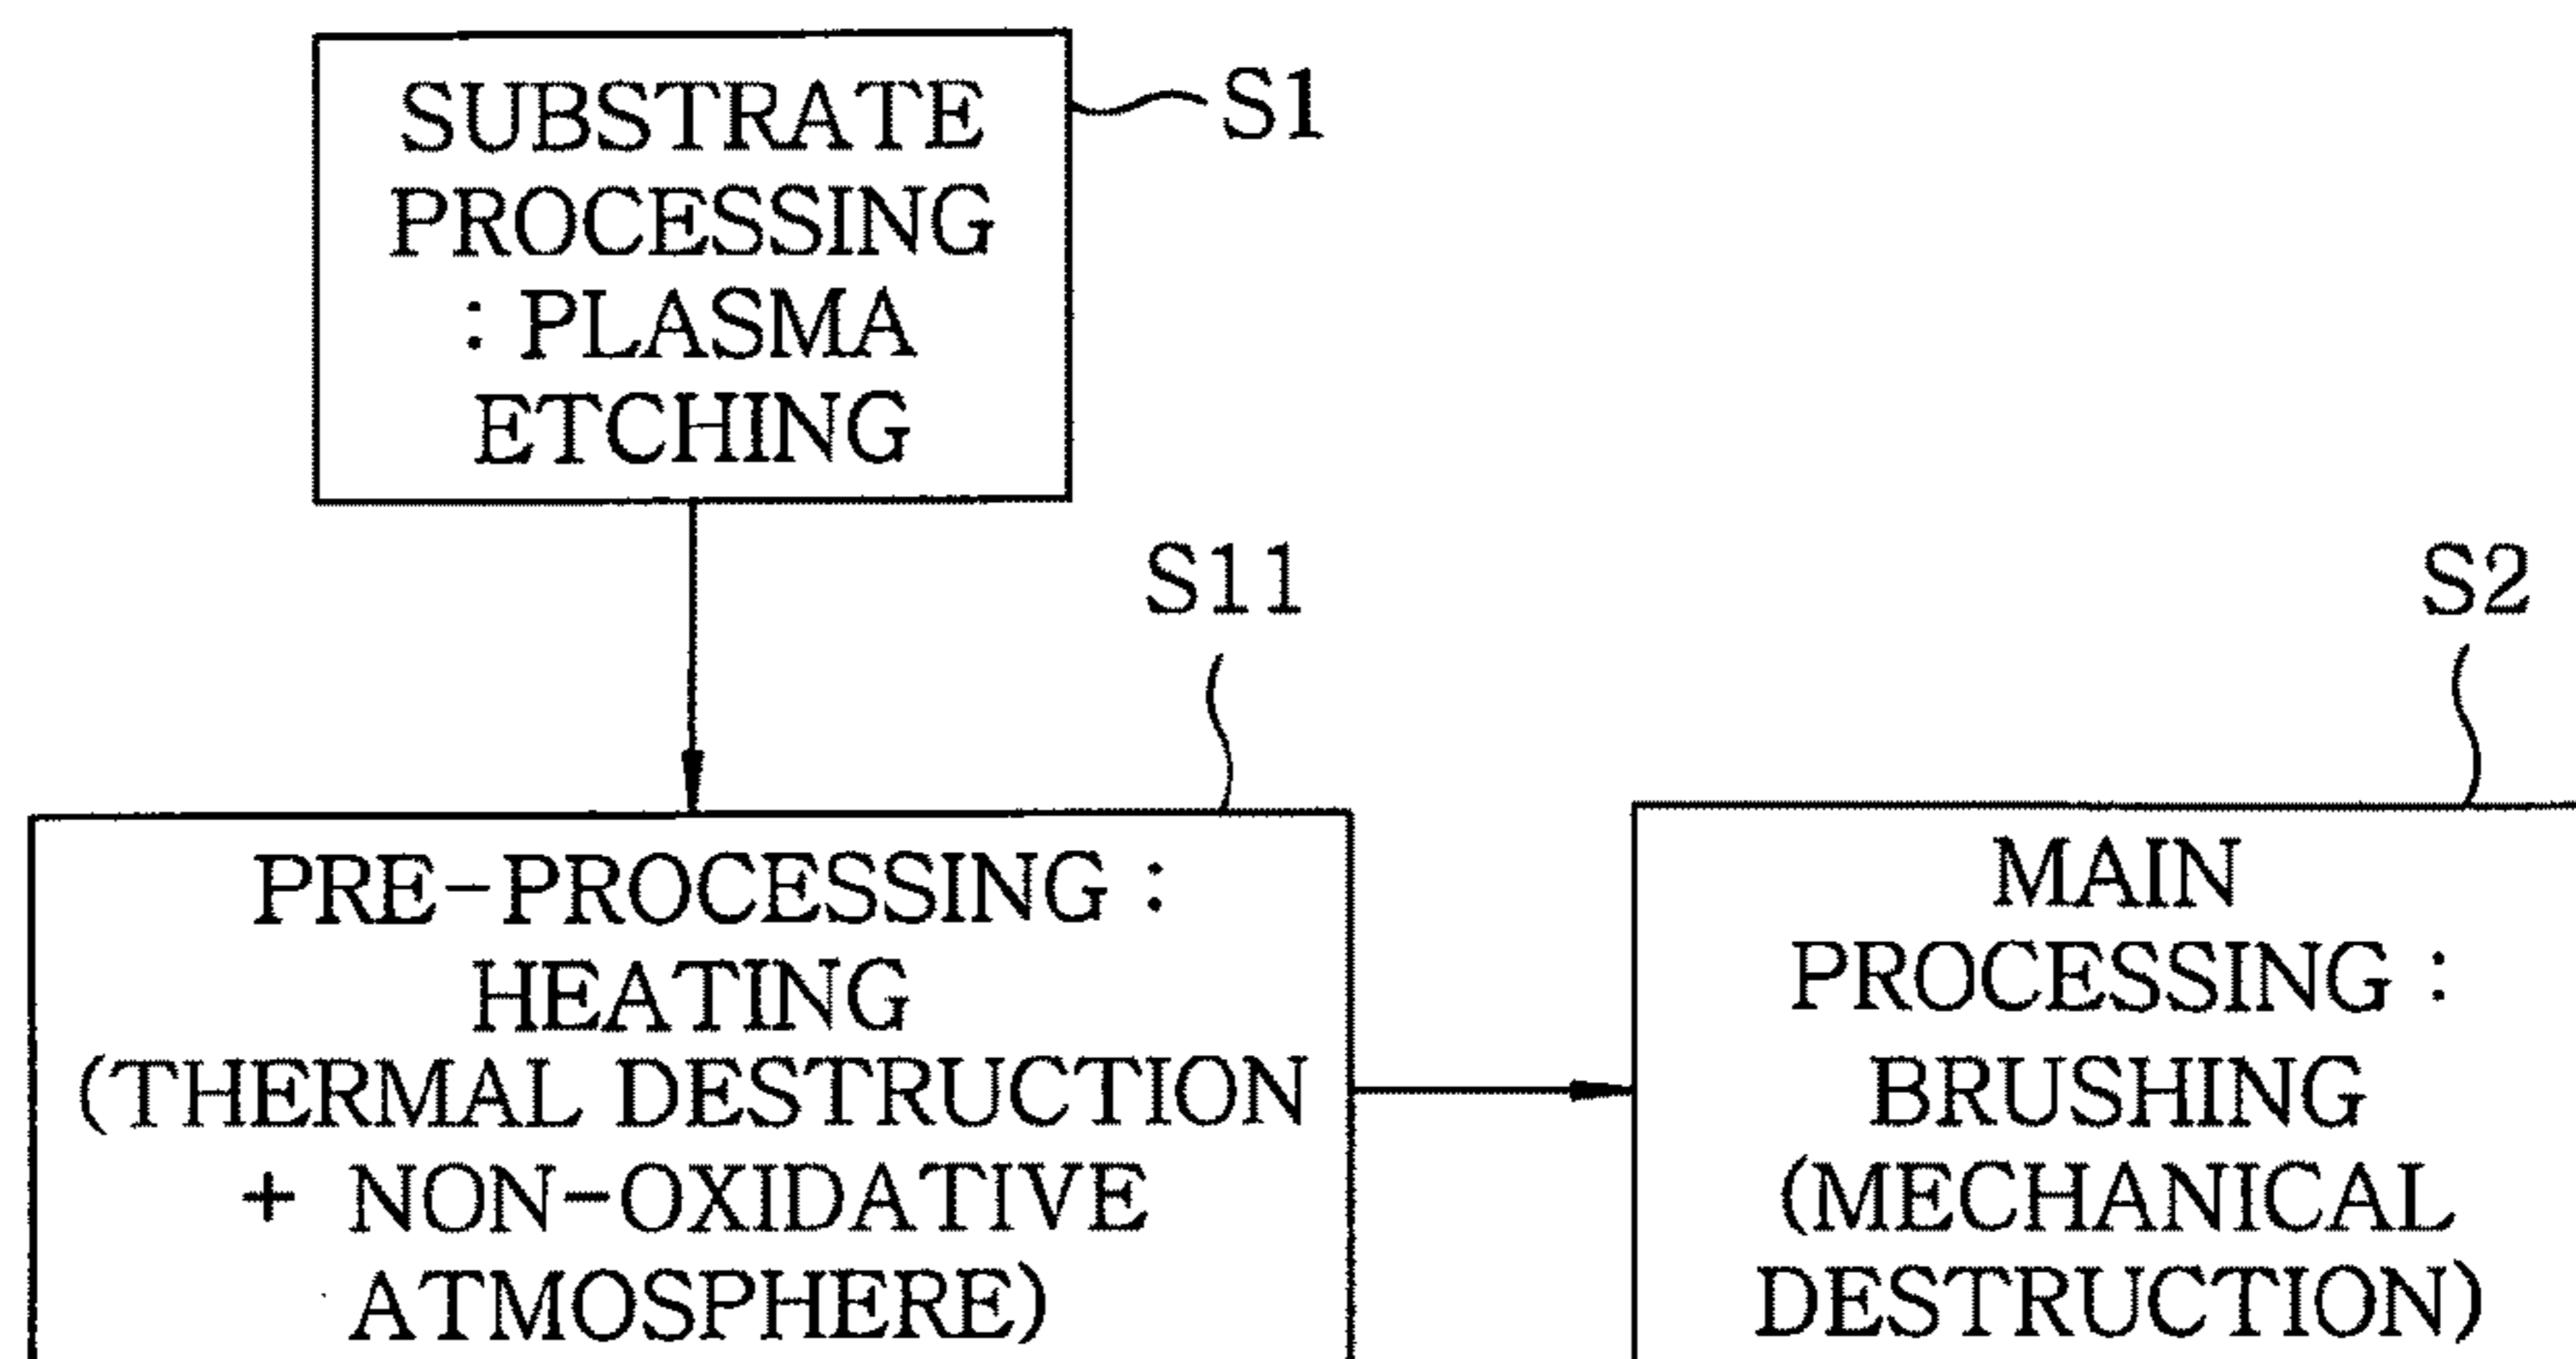 SUBSTRATE
PROCESSING
: PLASMA
ETCHING
S1
S11
PRE-PROCESSING :
HEATING
(THERMAL DESTRUCTION
+ NON-OXIDATIVE
ATMOSPHERE)
S2
MAIN
PROCESSING :
BRUSHING
(MECHANICAL
DESTRUCTION)